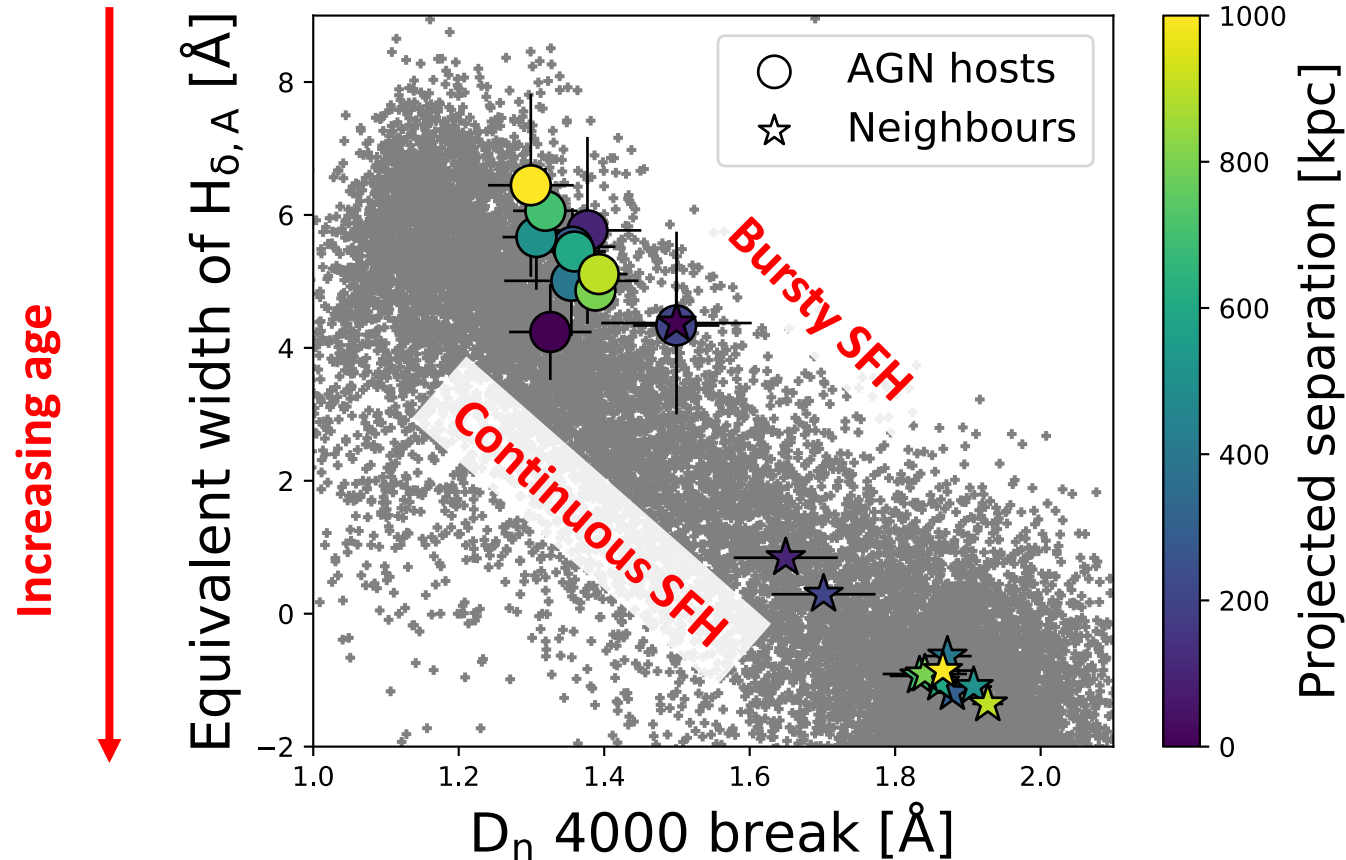 Increasing age
Equivalent width of Hδ, A [Å]
8
6
4
2
0
−2
1.0
1.2
1.4
1.6
1.8
2.0
Dn 4000 break [Å]
AGN hosts
Neighbours
Bursty SFH
Continuous SFH
1000
800
600
400
200
0
Projected separation [kpc]